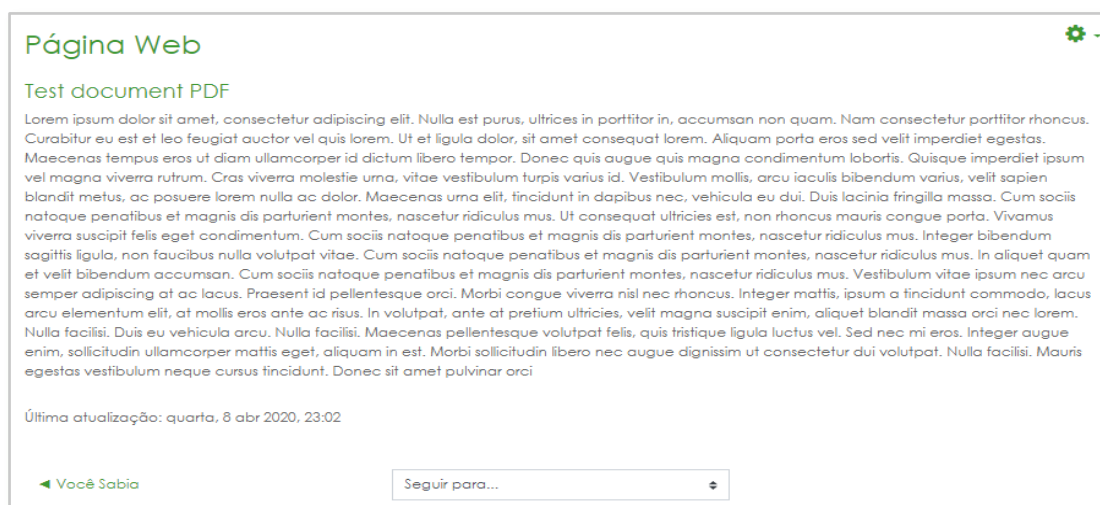 Página Web
Test document PDF
Lorem ipsum dolor sit amet, consectetur adipiscing elit. Nulla est purus, ultrices in porttitor in, accumsan non quam. Nam consectetur porttitor rhoncus.
Curabitur eu est et leo feugiat auctor vel quis lorem. Ut et ligula dolor, sit amet consequat lorem. Aliquam porta eros sed velit imperdiet egestas.
Maecenas tempus eros ut diam ullamcorper id dictum libero tempor. Donec quis augue quis magna condimentum lobortis. Quisque imperdiet ipsum
vel magna viverra rutrum. Cras viverra molestie urna, vitae vestibulum turpis varius id. Vestibulum mollis, arcu iaculis bibendum varius, velit sapien
blandit metus, ac posuere lorem nulla ac dolor. Maecenas urna elit, tincidunt in dapibus nec, vehicula eu dui. Duis lacinia fringilla massa. Cum sociis
natoque penatibus et magnis dis parturient montes, nascetur ridiculus mus. Ut consequat ultricies est, non rhoncus mauris congue porta. Vivamus
viverra suscipit felis eget condimentum. Cum sociis natoque penatibus et magnis dis parturient montes, nascetur ridiculus mus. Integer bibendum
sagittis ligula, non faucibus nulla volutpat vitae. Cum sociis natoque penatibus et magnis dis parturient montes, nascetur ridiculus mus. In aliquet quam
et velit bibendum accumsan. Cum sociis natoque penatibus et magnis dis parturient montes, nascetur ridiculus mus. Vestibulum vitae ipsum nec arcu
semper adipiscing at ac lacus. Praesent id pellentesque orci. Morbi congue viverra nisl nec rhoncus. Integer mattis, ipsum a tincidunt commodo, lacus
arcu elementum elit, at mollis eros ante ac risus. In volutpat, ante at pretium ultricies, velit magna suscipit enim, aliquet blandit massa orci nec lorem.
Nulla facilisi. Duis eu vehicula arcu. Nulla facilisi. Maecenas pellentesque volutpat felis, quis tristique ligula luctus vel. Sed nec mi eros. Integer augue
enim, sollicitudin ullamcorper mattis eget, aliquam in est. Morbi sollicitudin libero nec augue dignissim ut consectetur dui volutpat. Nulla facilisi. Mauris
egestas vestibulum neque cursus tincidunt. Donec sit amet pulvinar orci
Última atualização: quarta, 8 abr 2020, 23:02
◄ Você Sabia
Seguir para...